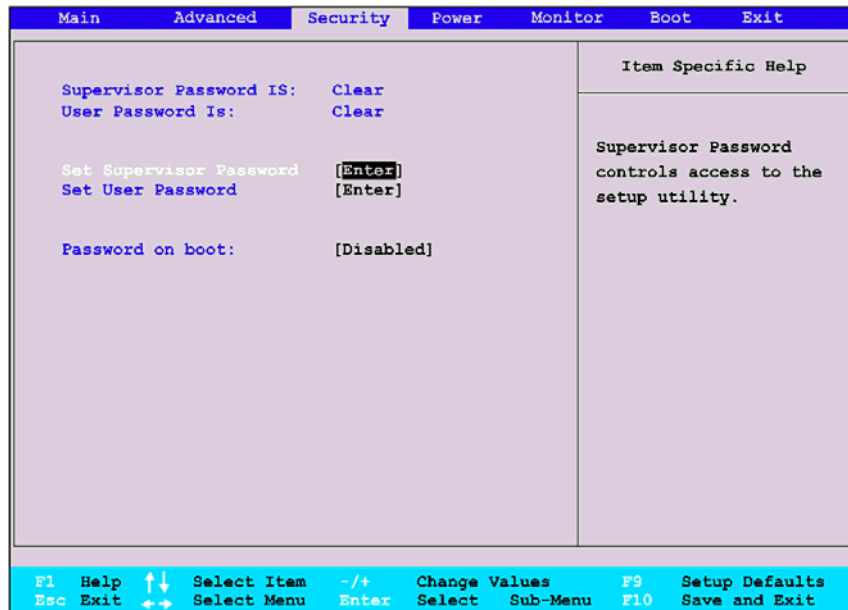 Main Advanced Security Power Monitor Boot Exit
Supervisor Password IS: Clear
User Password Is: Clear
Set Supervisor Password [Enter]
Set User Password [Enter]
Password on boot: [Disabled]
Item Specific Help
Supervisor Password
controls access to the
setup utility.
F1 Help ↑↓ Select Item -/+ Change Values F9 Setup Defaults
Esc Exit ←→ Select Menu Enter Select Sub-Menu F10 Save and Exit